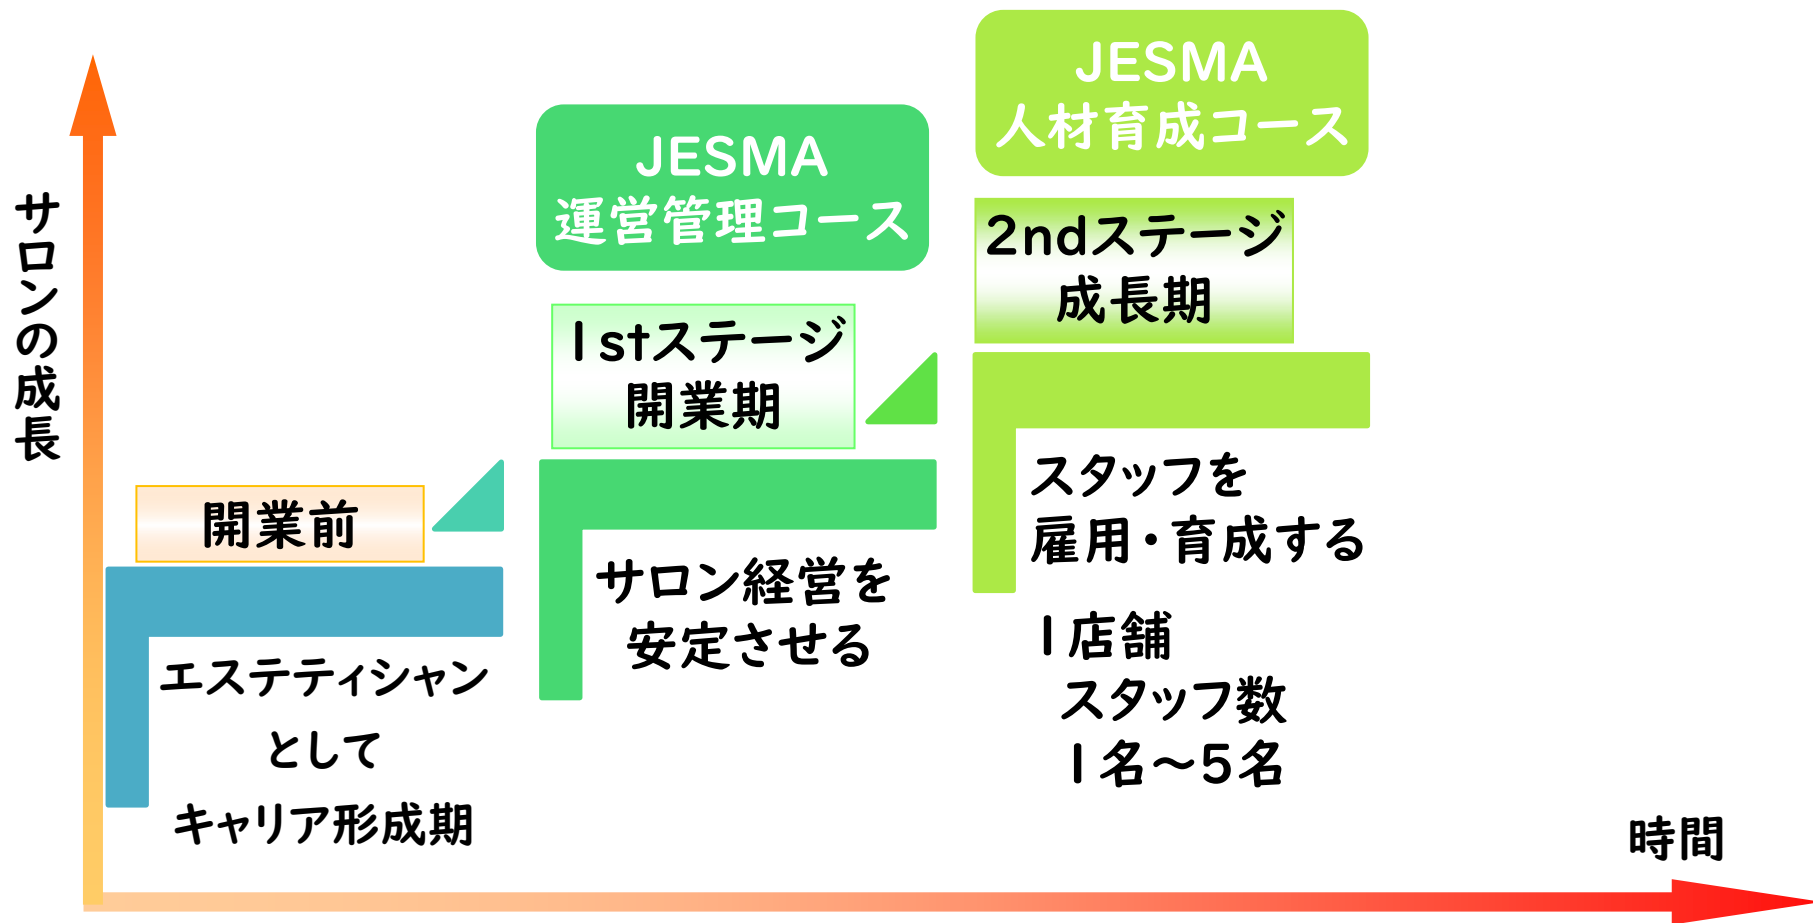 サロンの成長
開業前
エステティシャン
として
キャリア形成期
JESMA
運営管理コース
1stステージ
開業期
サロン経営を
安定させる
JESMA
人材育成コース
2ndステージ
成長期
スタッフを
雇用・育成する
1店舗
スタッフ数
1名〜5名
時間